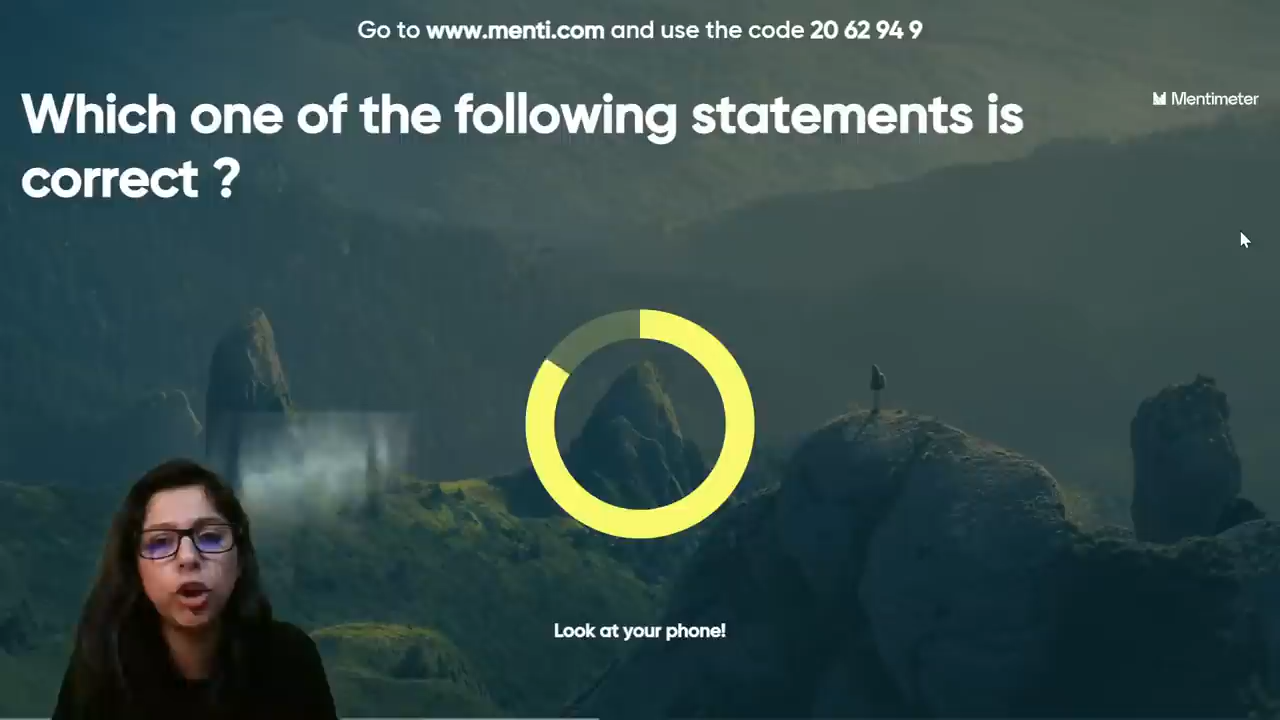 Go to www.menti.com and use the code 20 62 94 9
Which one of the following statements is
correct ?
Mentimeter
Look at your phone!